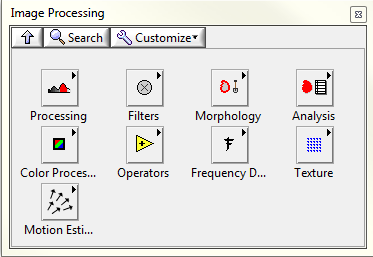 Image Processing
Search Customize
Processing Filters Morphology Analysis
Color Proces... Operators Frequency D... Texture
Motion Esti...